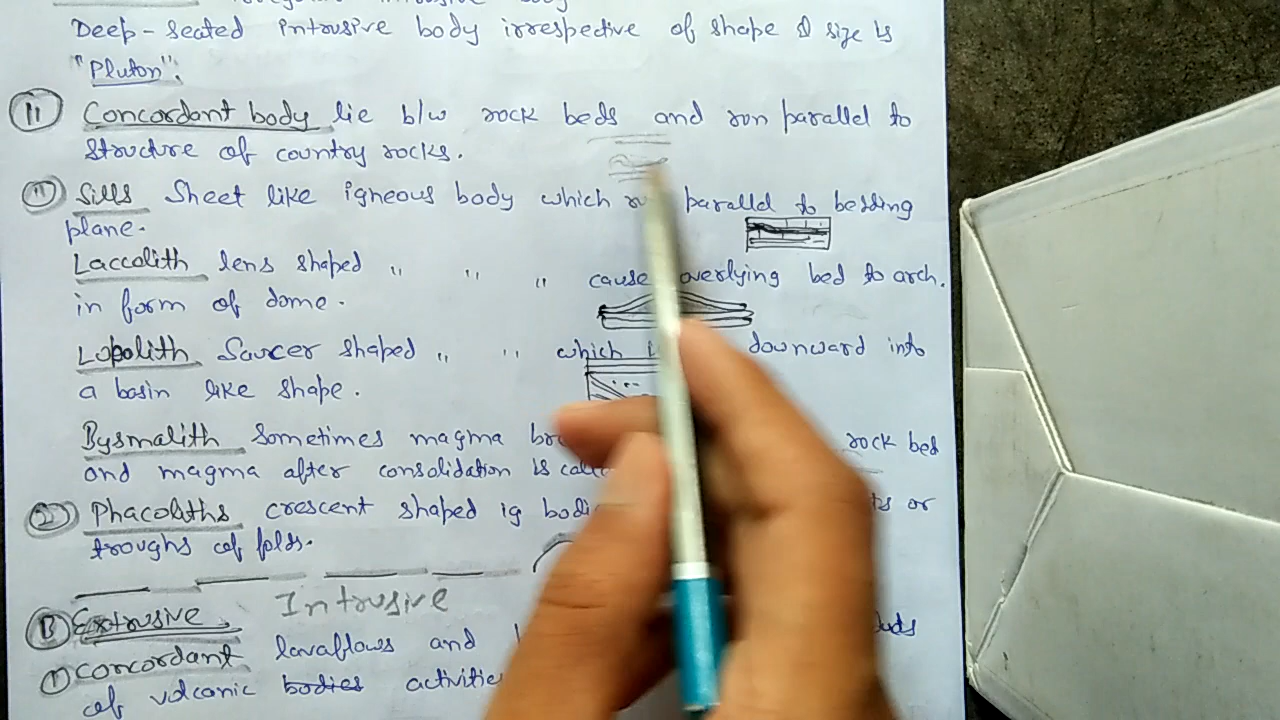 Deep-Seated intrusive body irrespective of shape & size is
"Pluton".
(11) Concordant body lie b/w rock beds and run parallel to
Structure of country rocks.
(1) Sills Sheet like igneous body which parallel to bedding
plane.
Laccolith lens shaped " " " cause overlying bed to arch.
in form of dome.
Lopolith Saucer shaped " " which downward into
a basin like shape.
Bysmalith Sometimes magma rock bed
and magma after consolidation is
(2) Phacoliths crescent shaped ig or
troughs of folds.
Intrusive
(B) Extrusive,
(1) Concordant lavaflows and
of volcanic bodies activities